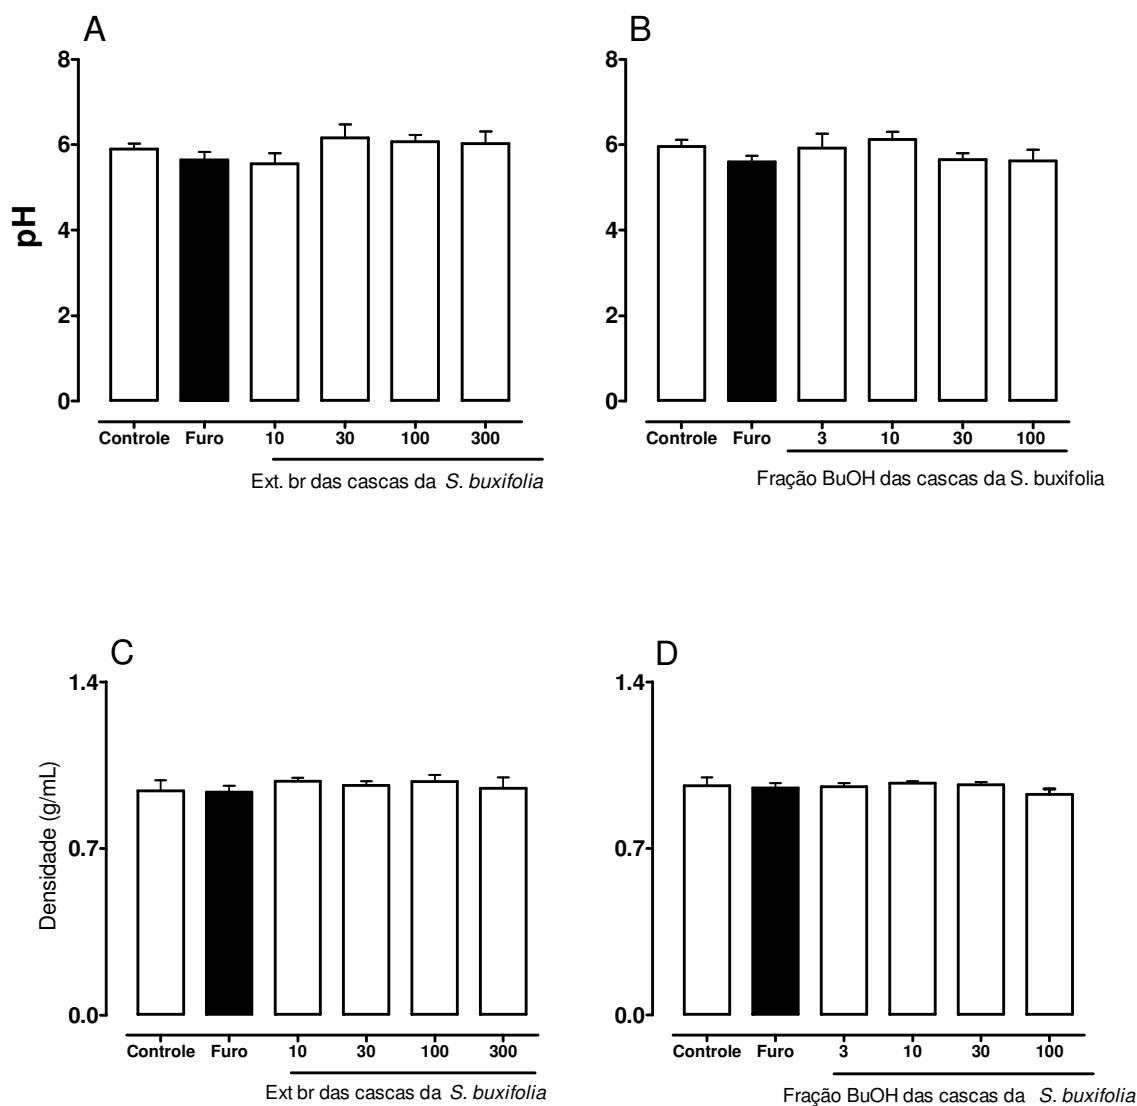 A
8
6
4
2
0
pH
Controle Furo 10 30 100 300
Ext. br das cascas da S. buxifolia
B
8
6
4
2
0
Controle Furo 3 10 30 100
Fração BuOH das cascas da S. buxifolia
C
1.4
0.7
0.0
Densidade (g/mL)
Controle Furo 10 30 100 300
Ext br das cascas da S. buxifolia
D
1.4
0.7
0.0
Controle Furo 3 10 30 100
Fração BuOH das cascas da S. buxifolia